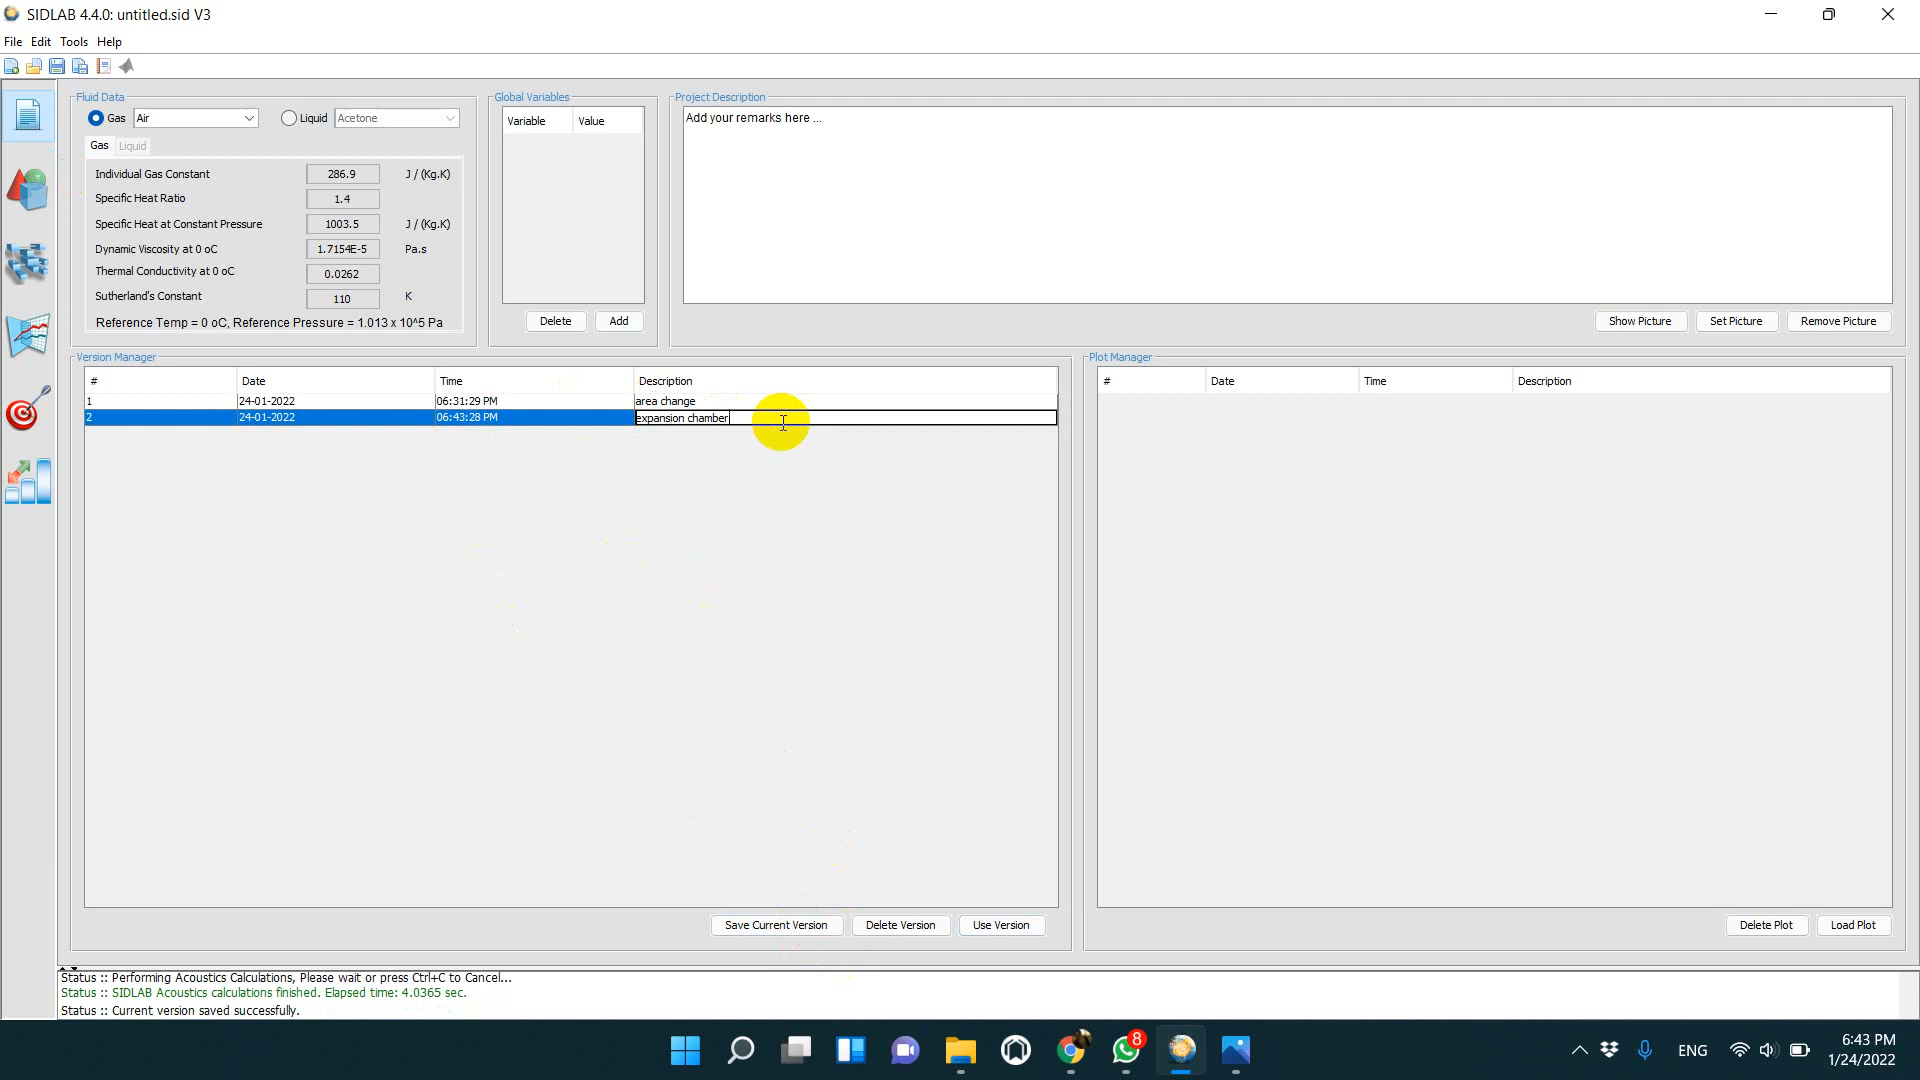 SIDLAB 4.4.0: untitled.sid V3
File Edit Tools Help
Fluid Data
Gas Air Liquid Acetone
Gas Liquid
Individual Gas Constant 286.9 J / (Kg.K)
Specific Heat Ratio 1.4
Specific Heat at Constant Pressure 1003.5 J / (Kg.K)
Dynamic Viscosity at 0 oC 1.7154E-5 Pa.s
Thermal Conductivity at 0 oC 0.0262
Sutherland's Constant 110 K
Reference Temp = 0 oC, Reference Pressure = 1.013 x 10^5 Pa
Global Variables
Variable Value
Delete Add
Project Description
Add your remarks here ...
Show Picture Set Picture Remove Picture
Version Manager
# Date Time Description
1 24-01-2022 06:31:29 PM area change
2 24-01-2022 06:43:28 PM expansion chamber
Save Current Version Delete Version Use Version
Plot Manager
# Date Time Description
Delete Plot Load Plot
Status :: Performing Acoustics Calculations, Please wait or press Ctrl+C to Cancel...
Status :: SIDLAB Acoustics calculations finished. Elapsed time: 4.0365 sec.
Status :: Current version saved successfully.
8
ENG
6:43 PM
1/24/2022